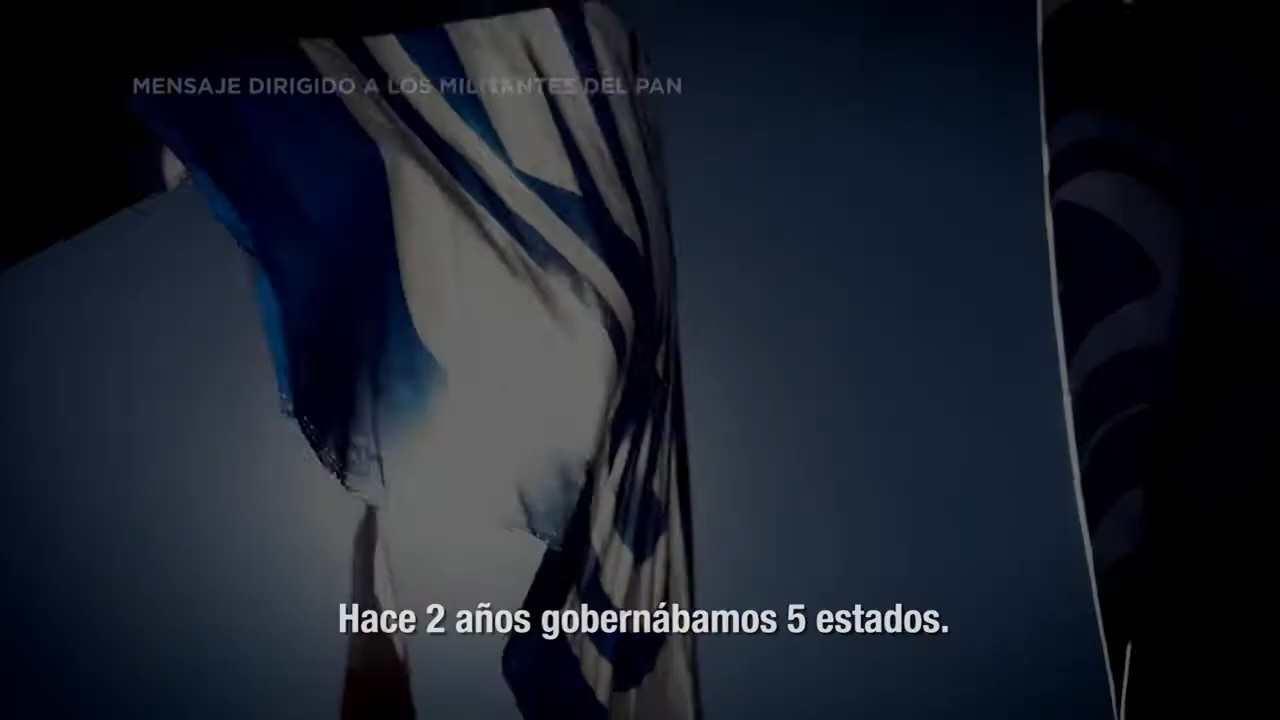 MENSAJE DIRIGIDO A LOS MILITANTES DEL PAN
Hace 2 años gobernábamos 5 estados.